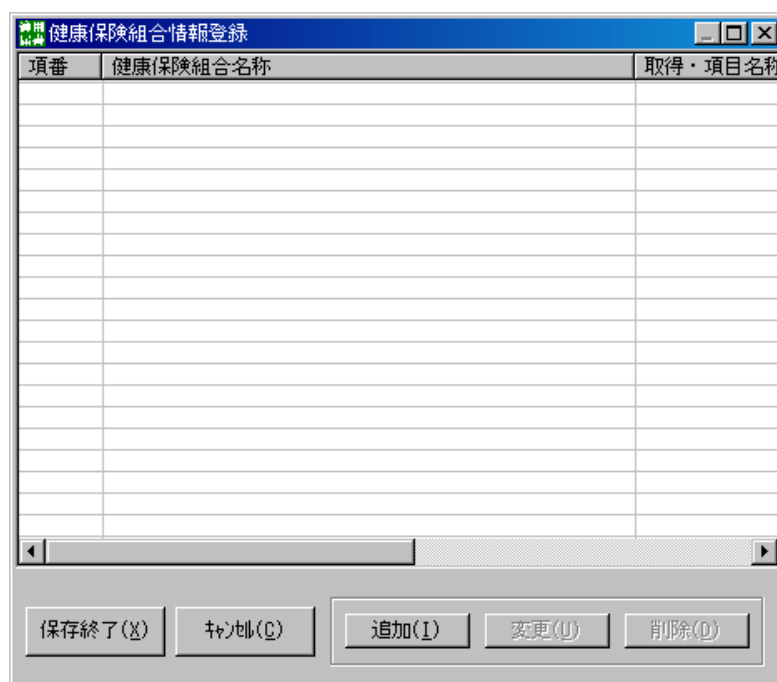 健康保険組合情報登録
項番 健康保険組合名称 取得・項目名称
保存終了(X) ｷｬﾝｾﾙ(C) 追加(I) 変更(U) 削除(D)